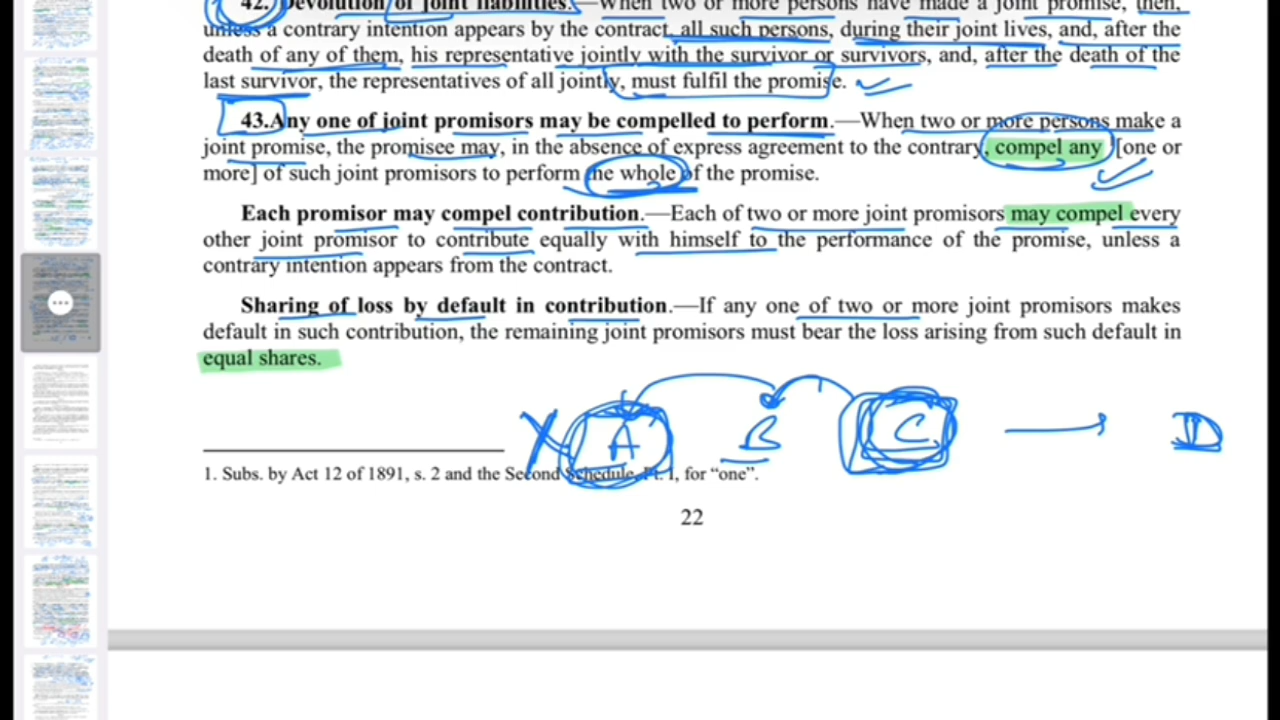 42. Devolution of joint liabilities.—When two or more persons have made a joint promise, then,
unless a contrary intention appears by the contract, all such persons, during their joint lives, and, after the
death of any of them, his representative jointly with the survivor or survivors, and, after the death of the
last survivor, the representatives of all jointly, must fulfil the promise.
43.Any one of joint promisors may be compelled to perform.—When two or more persons make a
joint promise, the promisee may, in the absence of express agreement to the contrary, compel any 1[one or
more] of such joint promisors to perform the whole of the promise.
Each promisor may compel contribution.—Each of two or more joint promisors may compel every
other joint promisor to contribute equally with himself to the performance of the promise, unless a
contrary intention appears from the contract.
Sharing of loss by default in contribution.—If any one of two or more joint promisors makes
default in such contribution, the remaining joint promisors must bear the loss arising from such default in
equal shares.
A B C → D
1. Subs. by Act 12 of 1891, s. 2 and the Second Schedule, Pt. I, for “one”.
22